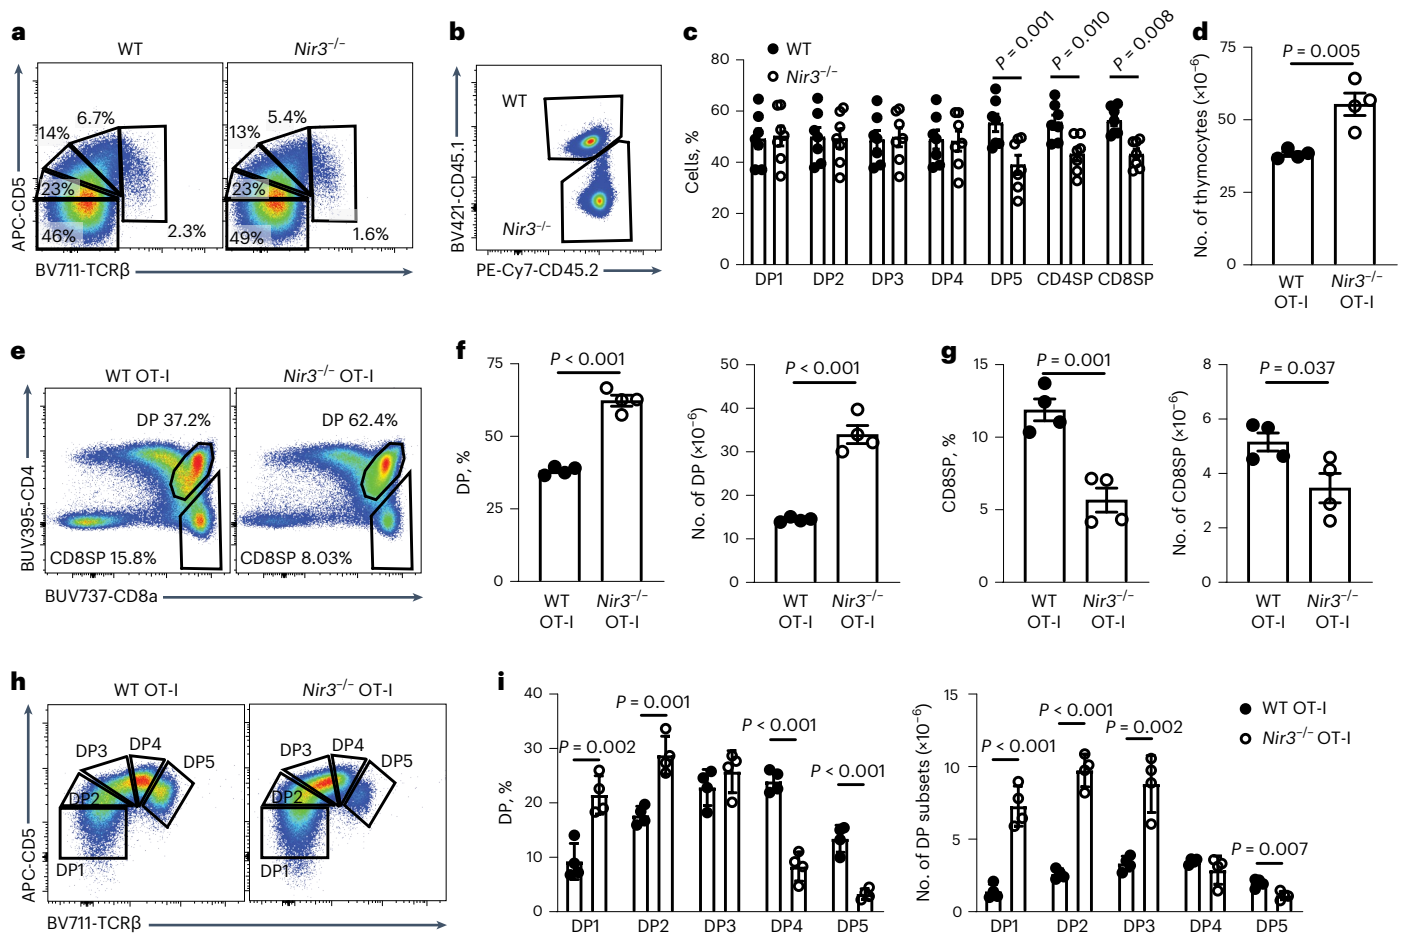 a
WT
Nir3−/−
APC-CD5
14%
6.7%
23%
46%
2.3%
13%
5.4%
23%
49%
1.6%
BV711-TCRβ
b
BV421-CD45.1
WT
Nir3−/−
PE-Cy7-CD45.2
c
WT
Nir3−/−
P = 0.001
P = 0.010
P = 0.008
Cells, %
80
60
40
20
0
DP1 DP2 DP3 DP4 DP5 CD4SP CD8SP
d
P = 0.005
No. of thymocytes (×10−6)
75
50
25
0
WT OT-I
Nir3−/− OT-I
e
WT OT-I
Nir3−/− OT-I
BUV395-CD4
DP 37.2%
CD8SP 15.8%
DP 62.4%
CD8SP 8.03%
BUV737-CD8a
f
P < 0.001
DP, %
75
50
25
0
WT OT-I
Nir3−/− OT-I
P < 0.001
No. of DP (×10−6)
50
40
30
20
10
0
WT OT-I
Nir3−/− OT-I
g
P = 0.001
CD8SP, %
15
10
5
0
WT OT-I
Nir3−/− OT-I
P = 0.037
No. of CD8SP (×10−6)
8
6
4
2
0
WT OT-I
Nir3−/− OT-I
h
WT OT-I
Nir3−/− OT-I
APC-CD5
DP3
DP4
DP5
DP2
DP1
DP3
DP4
DP5
DP2
DP1
BV711-TCRβ
i
DP, %
40
30
20
10
0
P = 0.002
P = 0.001
P < 0.001
P < 0.001
DP1 DP2 DP3 DP4 DP5
No. of DP subsets (×10−6)
15
10
5
0
P < 0.001
P < 0.001
P = 0.002
P = 0.007
DP1 DP2 DP3 DP4 DP5
WT OT-I
Nir3−/− OT-I